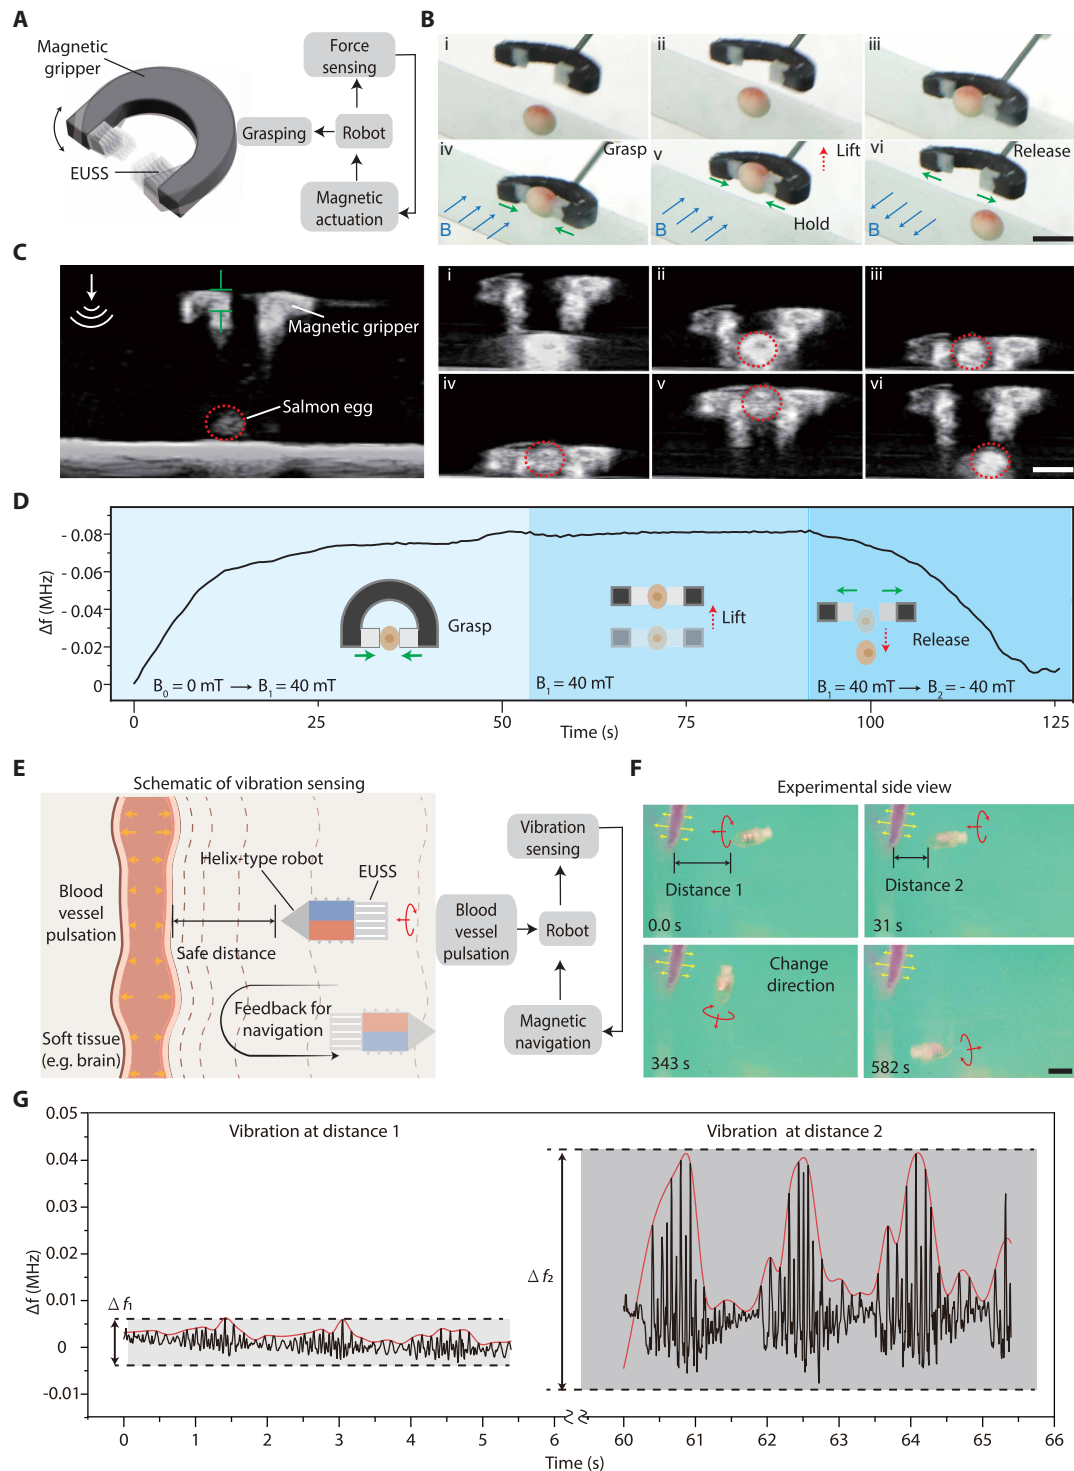 A
Magnetic
gripper
EUSS
Force
sensing
Grasping
Robot
Magnetic
actuation
B
i
ii
iii
iv
Grasp
B
v
Lift
Hold
B
vi
Release
B
C
Magnetic gripper
Salmon egg
i
ii
iii
iv
v
vi
D
Δf (MHz)
- 0.08
- 0.06
- 0.04
- 0.02
0
Grasp
Lift
Release
B₀ = 0 mT → B₁ = 40 mT
B₁ = 40 mT
B₁ = 40 mT → B₂ = - 40 mT
0
25
50
75
100
125
Time (s)
E
Schematic of vibration sensing
Helix-type robot
EUSS
Blood
vessel
pulsation
Safe distance
Feedback for
navigation
Soft tissue
(e.g. brain)
Vibration
sensing
Blood
vessel
pulsation
Robot
Magnetic
navigation
F
Experimental side view
Distance 1
0.0 s
Distance 2
31 s
343 s
Change
direction
582 s
G
Δf (MHz)
0.05
0.04
0.03
0.02
0.01
0
-0.01
Vibration at distance 1
Vibration at distance 2
Δ f₁
Δ f₂
0
1
2
3
4
5
6
60
61
62
63
64
65
66
Time (s)